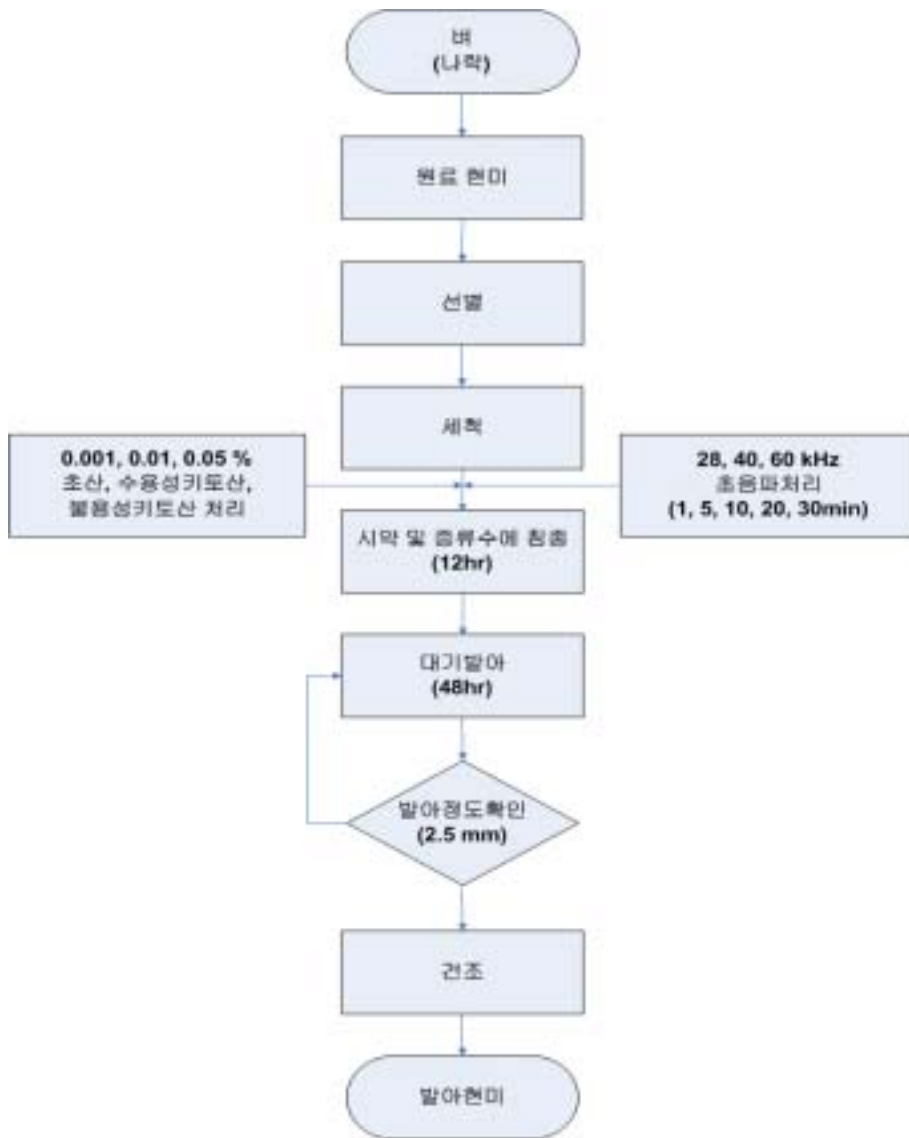 벼
(나락)
원료 현미
선별
세척
0.001, 0.01, 0.05 %
초산, 수용성키토산,
불용성키토산 처리
28, 40, 60 kHz
초음파처리
(1, 5, 10, 20, 30min)
시약 및 증류수에 침종
(12hr)
대기발아
(48hr)
발아정도확인
(2.5 mm)
건조
발아현미